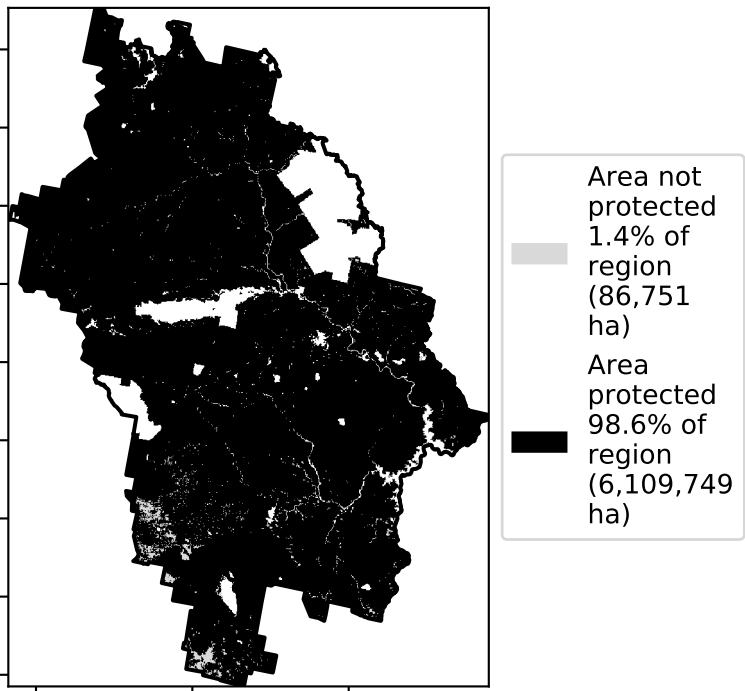 Area not
protected
1.4% of
region
(86,751
ha)
Area
protected
98.6% of
region
(6,109,749
ha)